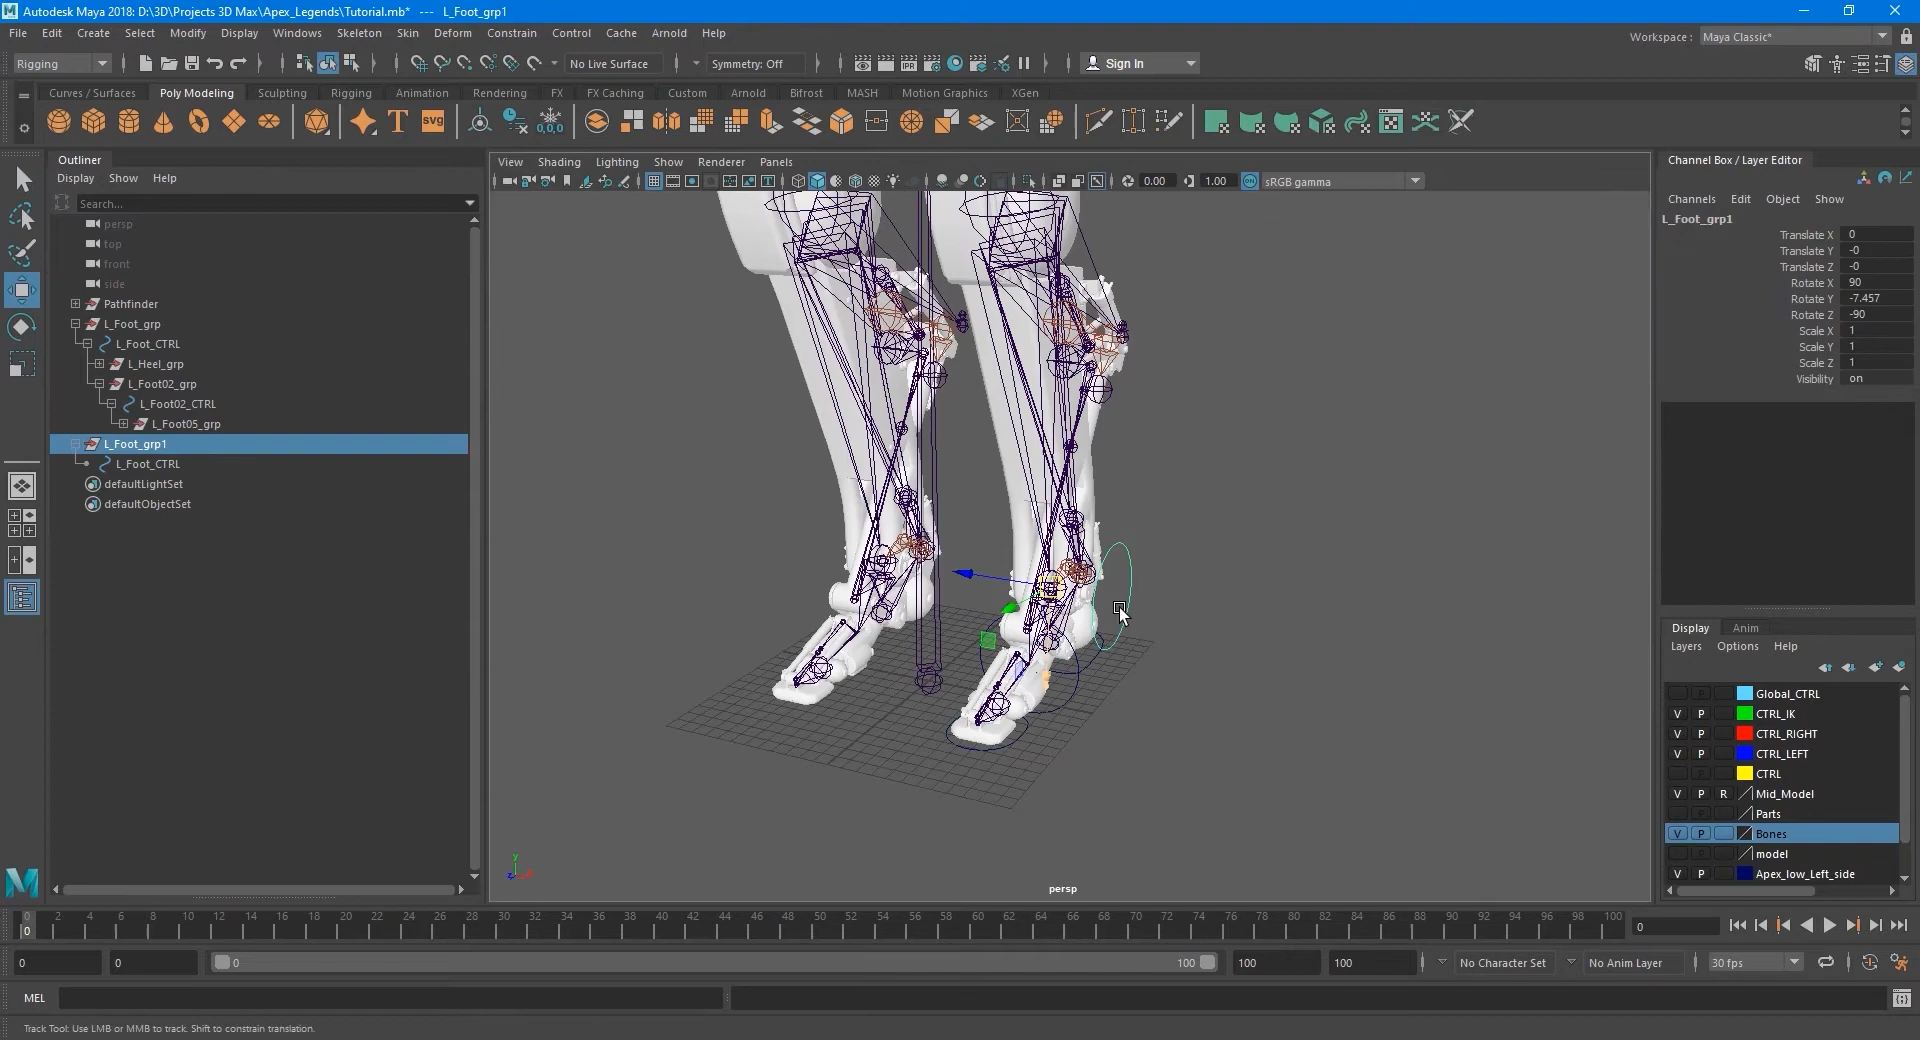 Autodesk Maya 2018: D:\3D\Projects 3D Max\Apex_Legends\Tutorial.mb* --- L_Foot_grp1
File Edit Create Select Modify Display Windows Skeleton Skin Deform Constrain Control Cache Arnold Help
Workspace : Maya Classic*
Rigging No Live Surface Symmetry: Off Sign In
Curves / Surfaces Poly Modeling Sculpting Rigging Animation Rendering FX FX Caching Custom Arnold Bifrost MASH Motion Graphics XGen
T SVG 0,0,0
IPR
Outliner
Display Show Help
Search...
persp
top
front
side
Pathfinder
L_Foot_grp
L_Foot_CTRL
L_Heel_grp
L_Foot02_grp
L_Foot02_CTRL
L_Foot05_grp
L_Foot_grp1
L_Foot_CTRL
defaultLightSet
defaultObjectSet
View Shading Lighting Show Renderer Panels
0.00 1.00 sRGB gamma
persp
Channel Box / Layer Editor
Channels Edit Object Show
L_Foot_grp1
Translate X 0
Translate Y -0
Translate Z -0
Rotate X 90
Rotate Y -7.457
Rotate Z -90
Scale X 1
Scale Y 1
Scale Z 1
Visibility on
Display Anim
Layers Options Help
Global_CTRL
V P CTRL_IK
V P CTRL_RIGHT
V P CTRL_LEFT
CTRL
V P R Mid_Model
Parts
V P Bones
model
V P Apex_low_Left_side
0 2 4 6 8 10 12 14 16 18 20 22 24 26 28 30 32 34 36 38 40 42 44 46 48 50 52 54 56 58 60 62 64 66 68 70 72 74 76 78 80 82 84 86 88 90 92 94 96 98 100
0
0
0 0 0 100 100 100 No Character Set No Anim Layer 30 fps
MEL
Track Tool: Use LMB or MMB to track. Shift to constrain translation.